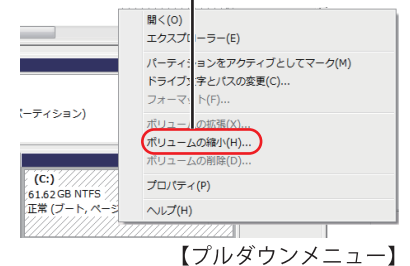 開く(O)
エクスプローラー(E)
パーティションをアクティブとしてマーク(M)
ドライブ文字とパスの変更(C)...
フォーマット(F)...
ボリュームの拡張(X)...
ボリュームの縮小(H)...
ボリュームの削除(D)...
プロパティ(P)
ヘルプ(H)
パーティション)
(C:)
61.62 GB NTFS
正常 (ブート, ページ
【プルダウンメニュー】